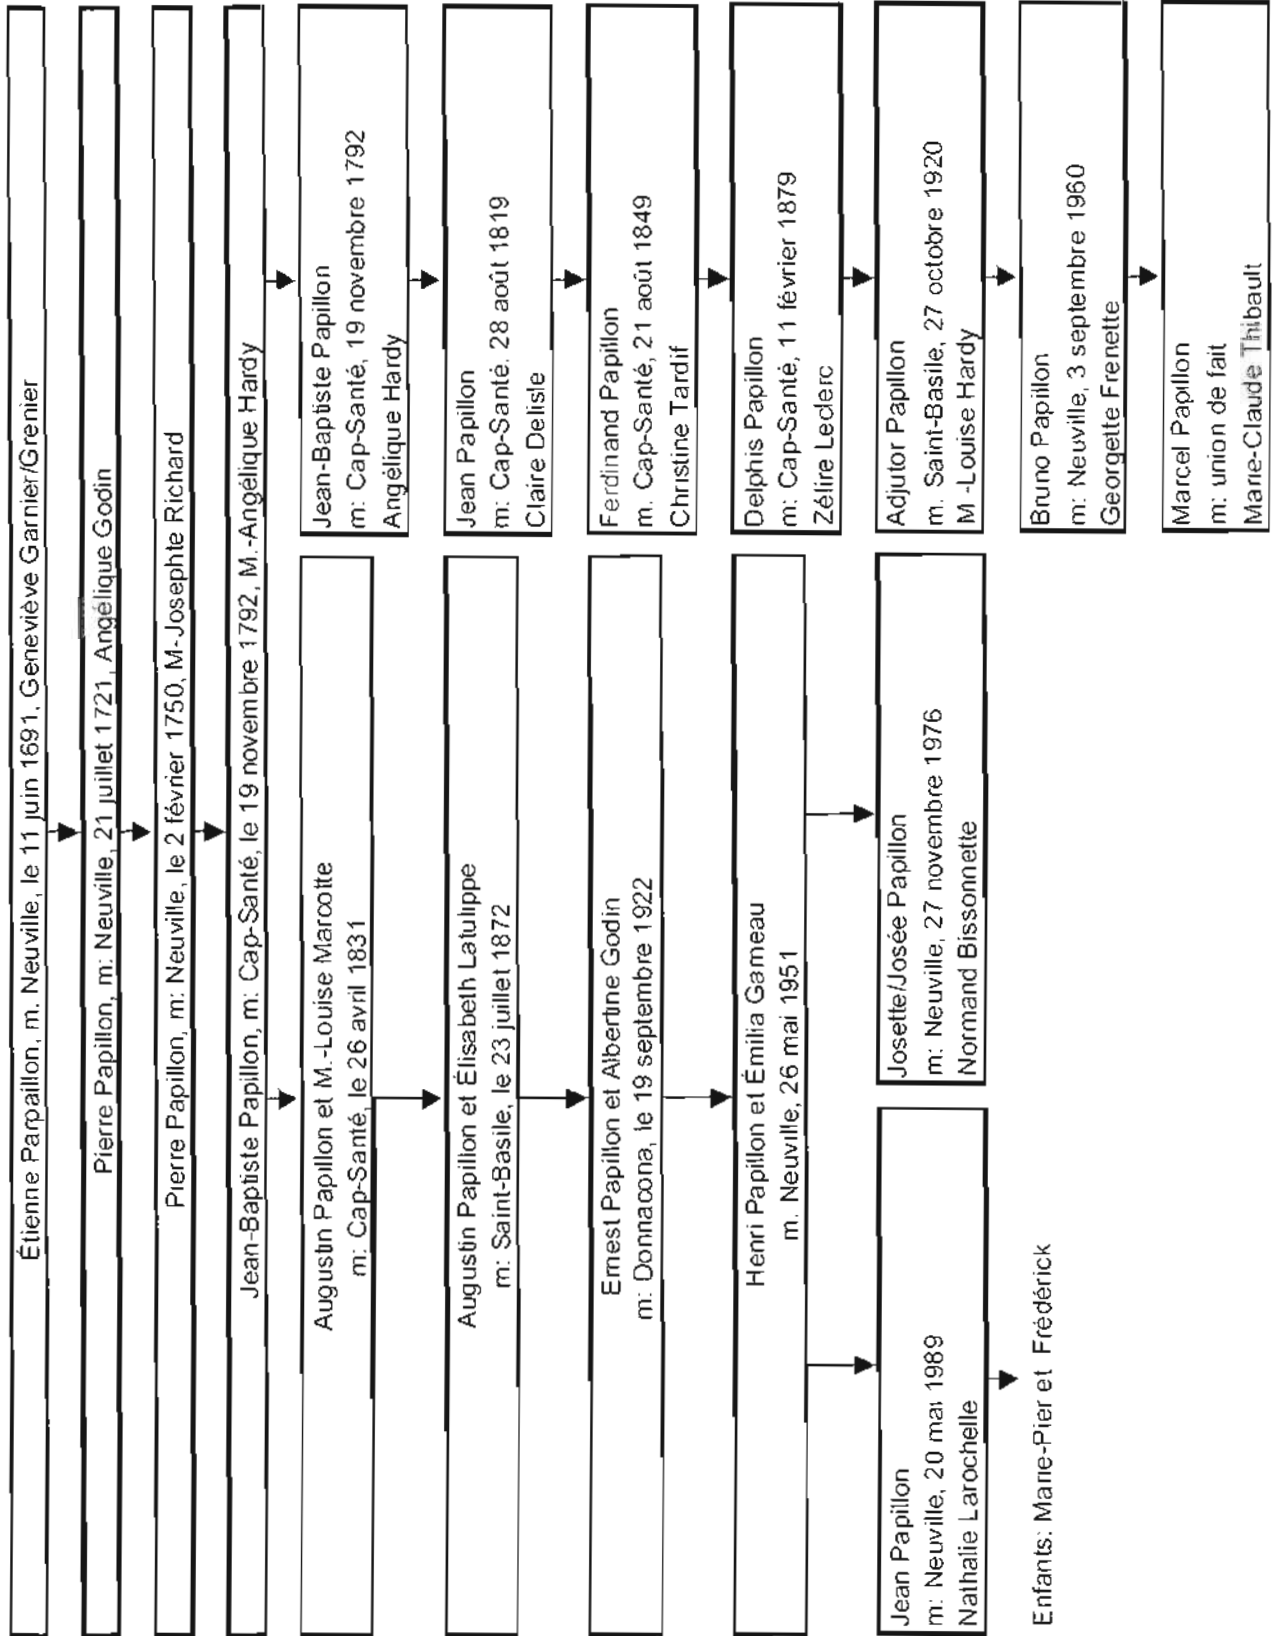 Étienne Parpaillon, m. Neuville, le 11 juin 1691, Geneviève Garnier/Grenier
Pierre Papillon, m: Neuville, 21 juillet 1721, Angélique Godin
Pierre Papillon, m: Neuville, le 2 février 1750, M-Josephte Richard
Jean-Baptiste Papillon, m: Cap-Santé, le 19 novembre 1792, M.-Angélique Hardy
Augustin Papillon et M.-Louise Marcotte
m: Cap-Santé, le 26 avril 1831
Augustin Papillon et Élisabeth Latulippe
m: Saint-Basile, le 23 juillet 1872
Ernest Papillon et Albertine Godin
m: Donnacona, le 19 septembre 1922
Henri Papillon et Émilia Garneau
m. Neuville, 26 mai 1951
Jean Papillon
m: Neuville, 20 mai 1989
Nathalie Larochelle
Enfants: Marie-Pier et Frédérick
Josette/Josée Papillon
m: Neuville, 27 novembre 1976
Normand Bissonnette
Jean-Baptiste Papillon
m: Cap-Santé, 19 novembre 1792
Angélique Hardy
Jean Papillon
m: Cap-Santé. 28 août 1819
Claire Delisle
Ferdinand Papillon
m. Cap-Santé, 21 août 1849
Christine Tardif
Delphis Papillon
m: Cap-Santé, 11 février 1879
Zélire Leclerc
Adjutor Papillon
m. Saint-Basile, 27 octobre 1920
M -Louise Hardy
Bruno Papillon
m: Neuville, 3 septembre 1960
Georgette Frenette
Marcel Papillon
m: union de fait
Marie-Claude Thibault